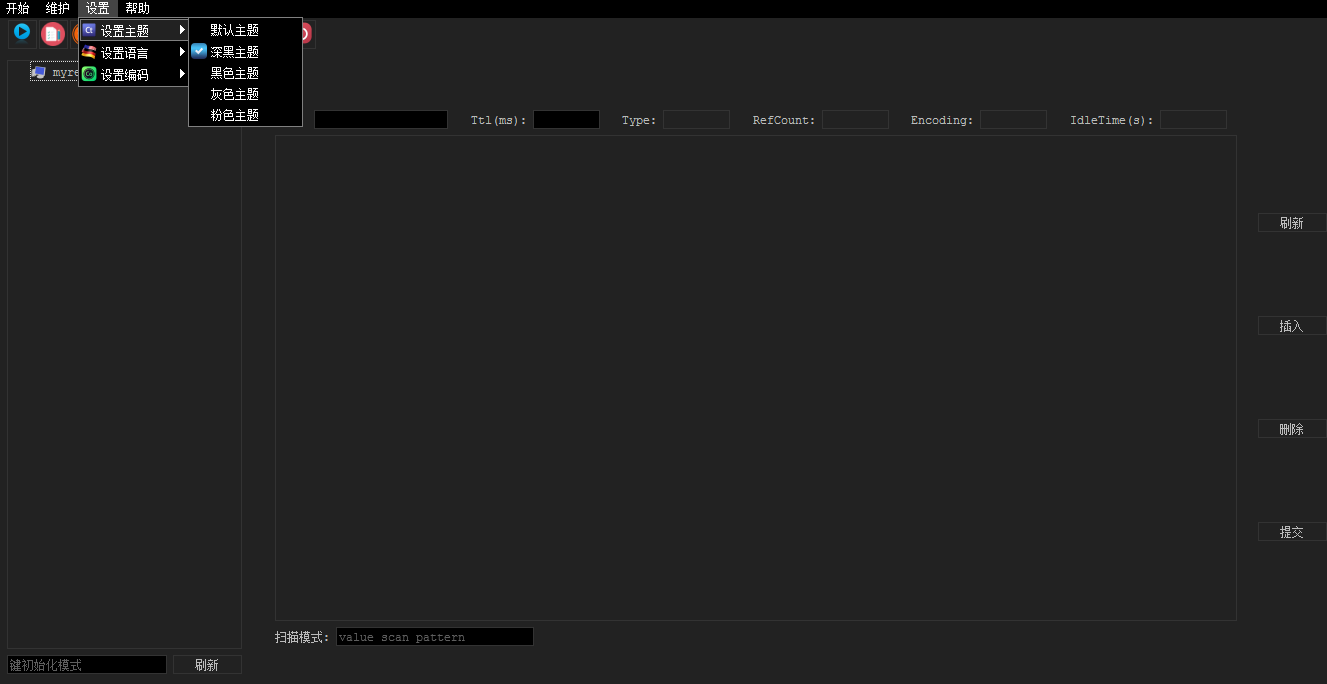 开始 维护 设置 帮助
设置主题 默认主题
设置语言 深黑主题
设置编码 黑色主题
灰色主题
粉色主题
Ttl(ms): Type: RefCount: Encoding: IdleTime(s):
刷新
插入
删除
提交
扫描模式: value scan pattern
键初始化模式 刷新